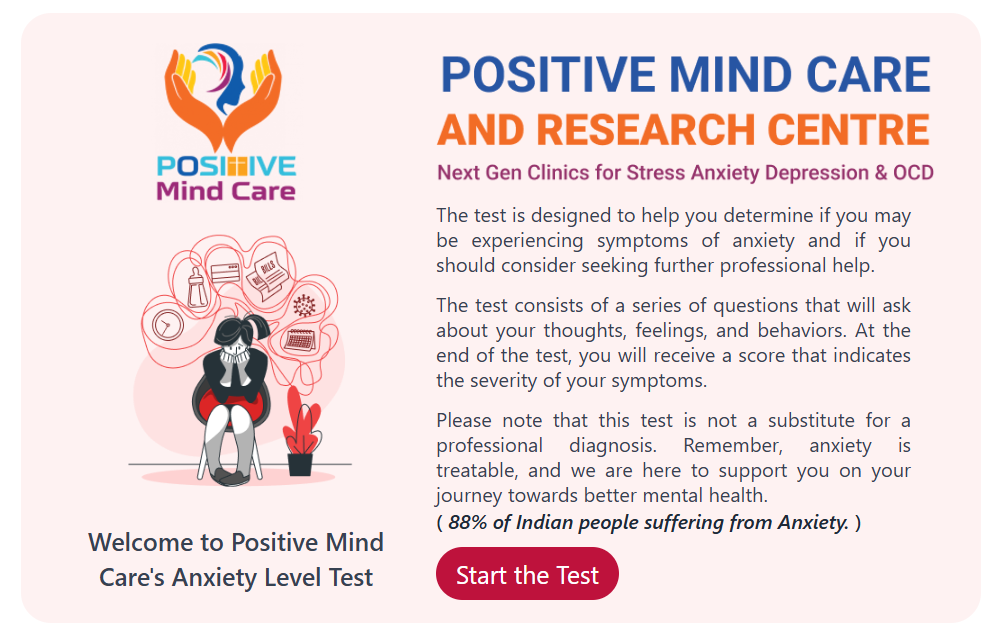 POSITIVE
Mind Care
BILLS
BILLS
Welcome to Positive Mind
Care's Anxiety Level Test
POSITIVE MIND CARE
AND RESEARCH CENTRE
Next Gen Clinics for Stress Anxiety Depression & OCD
The test is designed to help you determine if you may
be experiencing symptoms of anxiety and if you
should consider seeking further professional help.
The test consists of a series of questions that will ask
about your thoughts, feelings, and behaviors. At the
end of the test, you will receive a score that indicates
the severity of your symptoms.
Please note that this test is not a substitute for a
professional diagnosis. Remember, anxiety is
treatable, and we are here to support you on your
journey towards better mental health.
( 88% of Indian people suffering from Anxiety. )
Start the Test